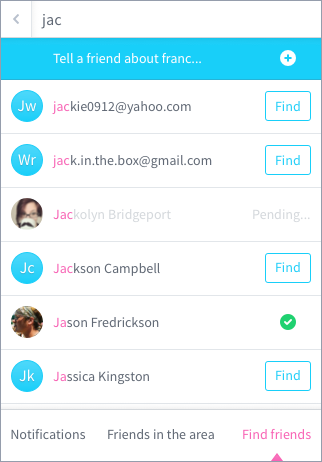 jac
Tell a friend about franc...
Jw jackie0912@yahoo.com Find
Wr jack.in.the.box@gmail.com Find
Jackolyn Bridgeport Pending...
Jc Jackson Campbell Find
Jason Fredrickson
Jk Jassica Kingston Find
Notifications Friends in the area Find friends